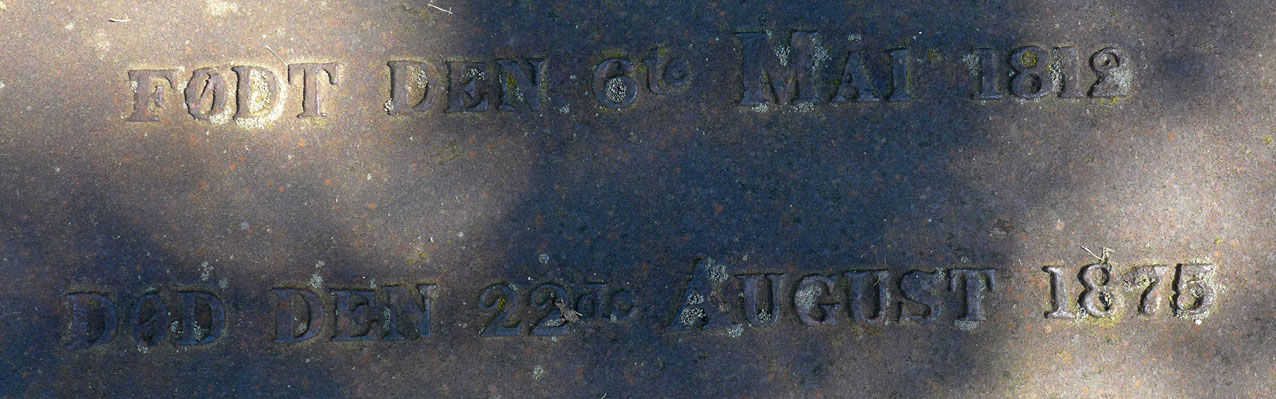 FØDT DEN 6te MAI 1812
DØD DEN 22de AUGUST 1875